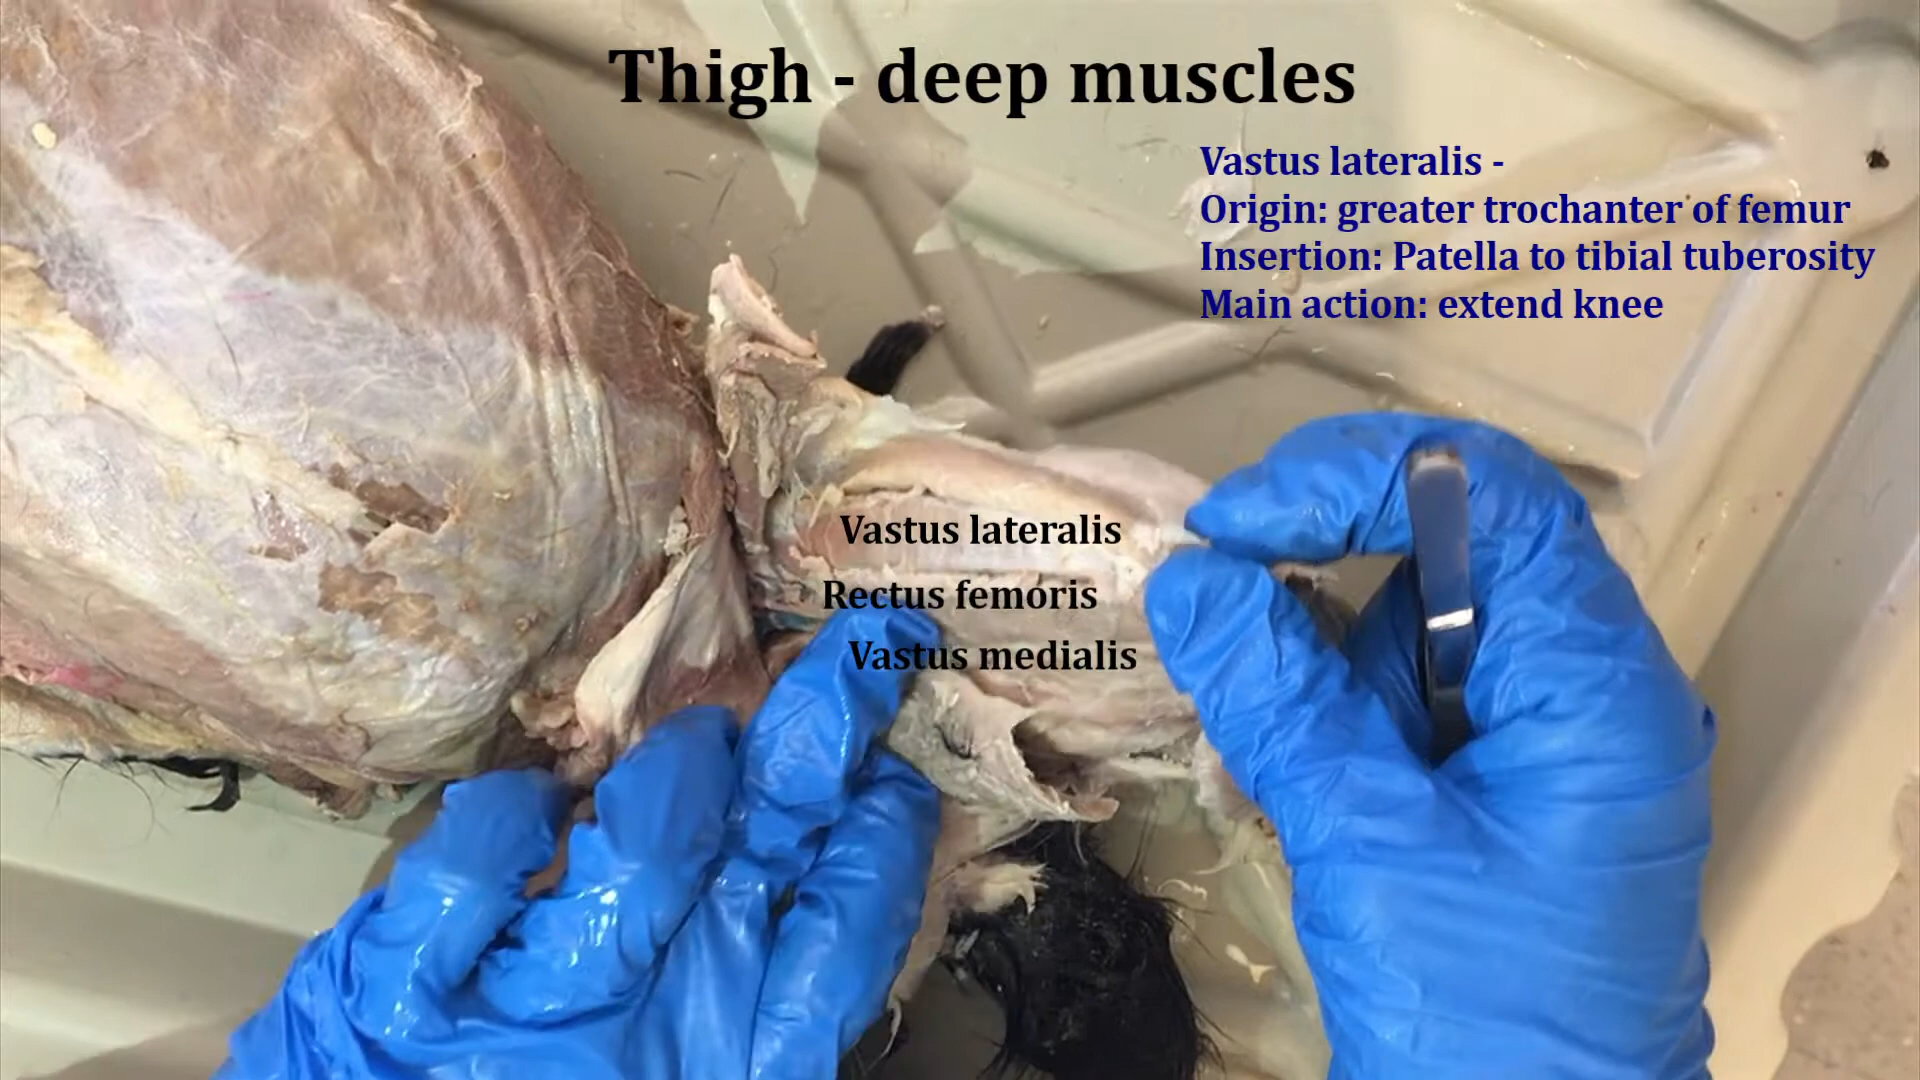 Thigh - deep muscles
Vastus lateralis -
Origin: greater trochanter of femur
Insertion: Patella to tibial tuberosity
Main action: extend knee
Vastus lateralis
Rectus femoris
Vastus medialis